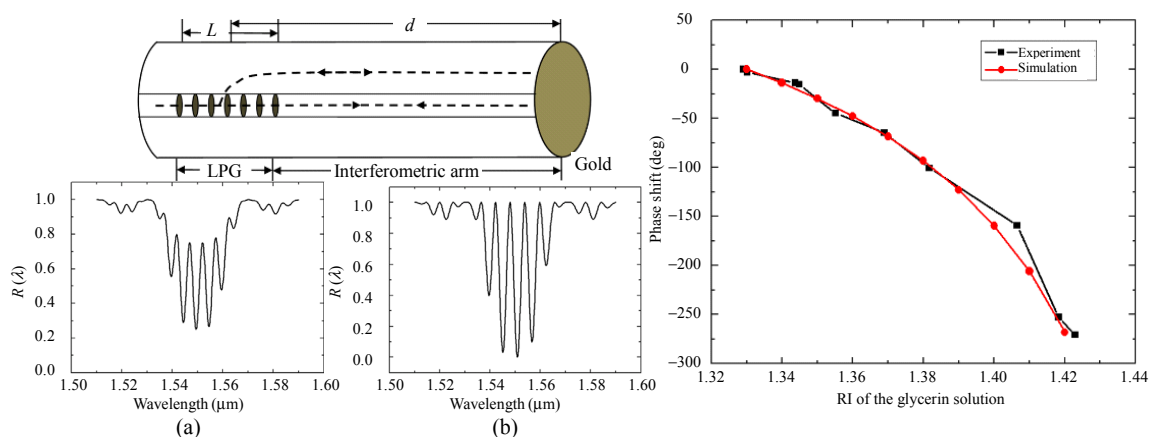 L
d
Gold
LPG
Interferometric arm
1.0
0.8
0.6
0.4
0.2
0.0
R (λ)
1.50
1.52
1.54
1.56
1.58
1.60
Wavelength (μm)
(a)
1.0
0.8
0.6
0.4
0.2
0.0
R (λ)
1.50
1.52
1.54
1.56
1.58
1.60
Wavelength (μm)
(b)
50
0
−50
−100
−150
−200
−250
−300
Phase shift (deg)
Experiment
Simulation
1.32
1.34
1.36
1.38
1.40
1.42
1.44
RI of the glycerin solution